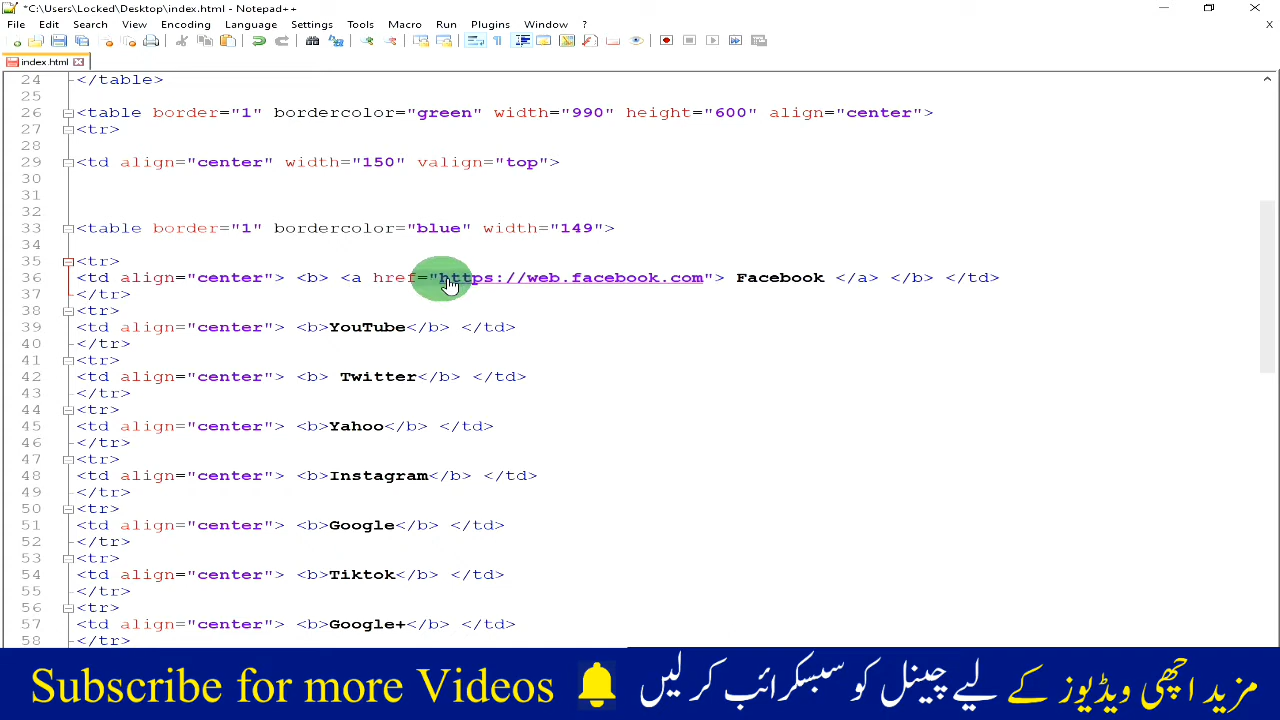 *C:\Users\Locked\Desktop\index.html - Notepad++
File Edit Search View Encoding Language Settings Tools Macro Run Plugins Window ?
index.html
24 </table>
25
26 <table border="1" bordercolor="green" width="990" height="600" align="center">
27 <tr>
28
29 <td align="center" width="150" valign="top">
30
31
32
33 <table border="1" bordercolor="blue" width="149">
34
35 <tr>
36 <td align="center"> <b> <a href="https://web.facebook.com"> Facebook </a> </b> </td>
37 </tr>
38 <tr>
39 <td align="center"> <b>YouTube</b> </td>
40 </tr>
41 <tr>
42 <td align="center"> <b> Twitter</b> </td>
43 </tr>
44 <tr>
45 <td align="center"> <b>Yahoo</b> </td>
46 </tr>
47 <tr>
48 <td align="center"> <b>Instagram</b> </td>
49 </tr>
50 <tr>
51 <td align="center"> <b>Google</b> </td>
52 </tr>
53 <tr>
54 <td align="center"> <b>Tiktok</b> </td>
55 </tr>
56 <tr>
57 <td align="center"> <b>Google+</b> </td>
58 </tr>
Subscribe for more Videos
مزید اچھی ویڈیوز کے لیے چینل کو سبسکرائب کر لیں